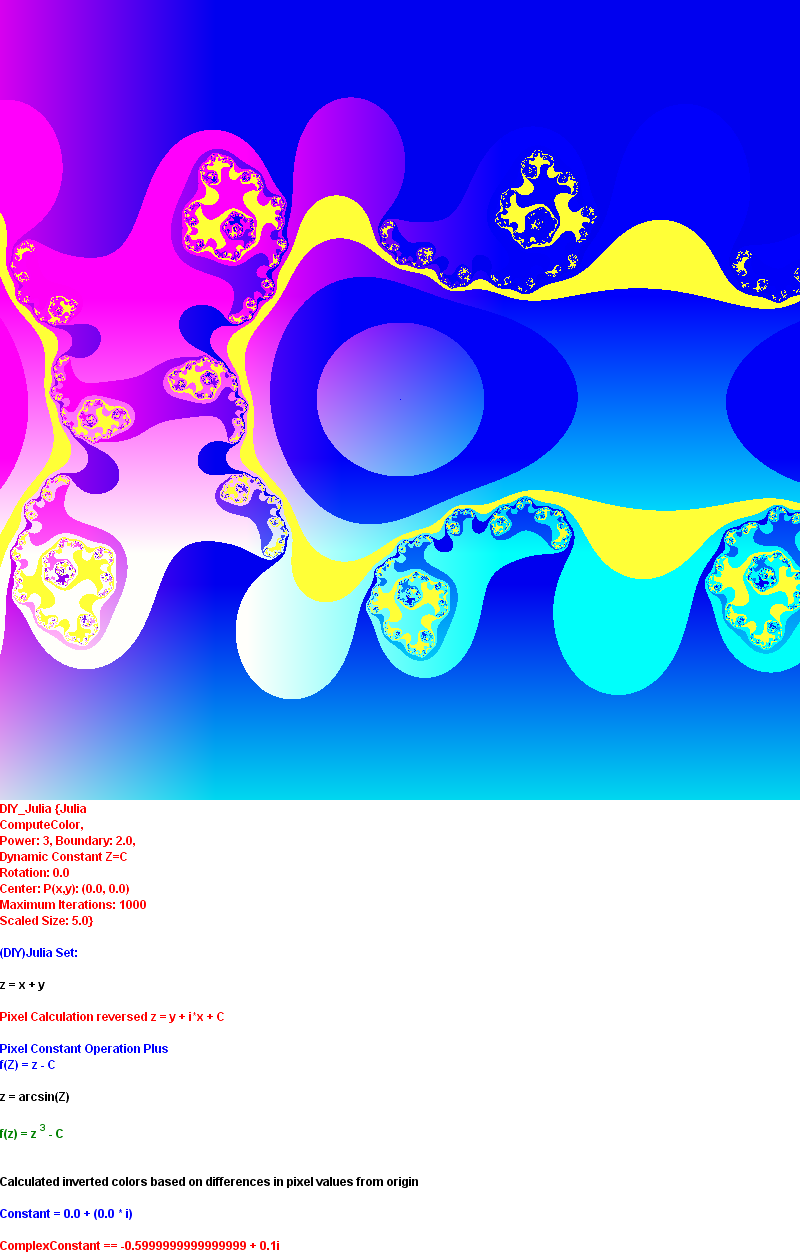 DIY_Julia {Julia
ComputeColor,
Power: 3, Boundary: 2.0,
Dynamic Constant Z=C
Rotation: 0.0
Center: P(x,y): (0.0, 0.0)
Maximum Iterations: 1000
Scaled Size: 5.0}
(DIY)Julia Set:
z = x + y
Pixel Calculation reversed z = y + i*x + C
Pixel Constant Operation Plus
f(Z) = z - C
z = arcsin(Z)
f(z) = z ³ - C
Calculated inverted colors based on differences in pixel values from origin
Constant = 0.0 + (0.0 * i)
ComplexConstant == -0.5999999999999999 + 0.1i